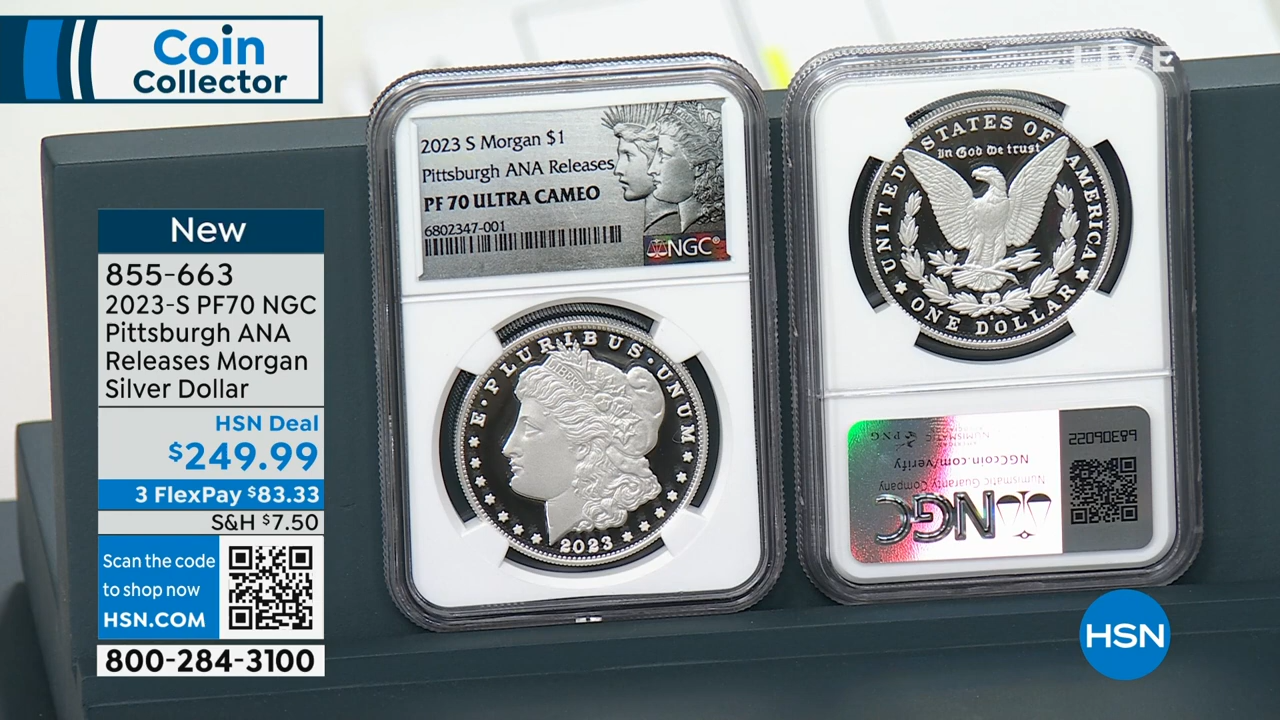 Coin
Collector
LIVE
New
855-663
2023-S PF70 NGC
Pittsburgh ANA
Releases Morgan
Silver Dollar
HSN Deal
$249.99
3 FlexPay $83.33
S&H $7.50
Scan the code
to shop now
HSN.COM
800-284-3100
2023 S Morgan $1
Pittsburgh ANA Releases
PF 70 ULTRA CAMEO
6802347-001
NGC
E·PLURIBUS·UNUM
LIBERTY
2023
UNITED STATES OF AMERICA
In God We trust
ONE DOLLAR
NGC
Numismatic Guaranty Company
NGCcoin.com/verify
PNG
HSN